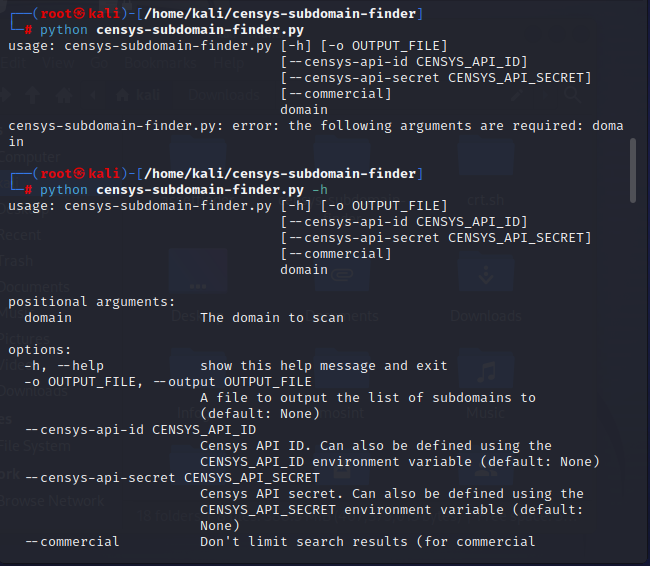 ┌──(root㉿kali)-[/home/kali/censys-subdomain-finder]
└─# python censys-subdomain-finder.py
usage: censys-subdomain-finder.py [-h] [-o OUTPUT_FILE]
[--censys-api-id CENSYS_API_ID]
[--censys-api-secret CENSYS_API_SECRET]
[--commercial]
domain
censys-subdomain-finder.py: error: the following arguments are required: doma
in
┌──(root㉿kali)-[/home/kali/censys-subdomain-finder]
└─# python censys-subdomain-finder.py -h
usage: censys-subdomain-finder.py [-h] [-o OUTPUT_FILE]
[--censys-api-id CENSYS_API_ID]
[--censys-api-secret CENSYS_API_SECRET]
[--commercial]
domain
positional arguments:
domain The domain to scan
options:
-h, --help show this help message and exit
-o OUTPUT_FILE, --output OUTPUT_FILE
A file to output the list of subdomains to
(default: None)
--censys-api-id CENSYS_API_ID
Censys API ID. Can also be defined using the
CENSYS_API_ID environment variable (default: None)
--censys-api-secret CENSYS_API_SECRET
Censys API secret. Can also be defined using the
CENSYS_API_SECRET environment variable (default:
None)
--commercial Don't limit search results (for commercial